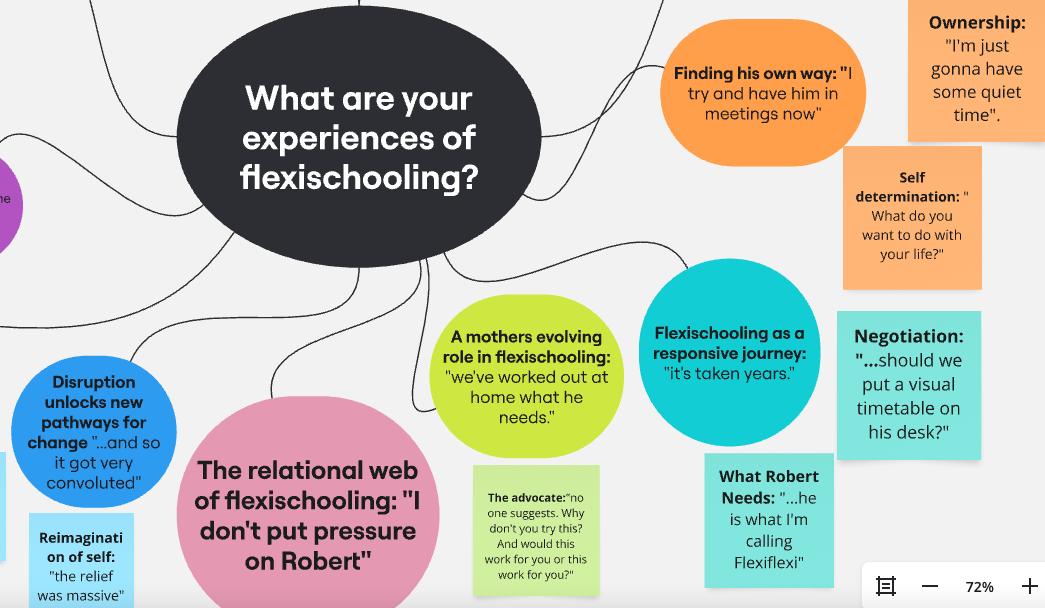 What are your
experiences of
flexischooling?
Finding his own way: "I
try and have him in
meetings now"
Ownership:
"I'm just
gonna have
some quiet
time".
Self
determination: "
What do you
want to do with
your life?"
ne
Disruption
unlocks new
pathways for
change "...and so
it got very
convoluted"
Reimaginati
on of self:
"the relief
was massive"
The relational web
of flexischooling: "I
don't put pressure
on Robert"
A mothers evolving
role in flexischooling:
"we've worked out at
home what he
needs."
The advocate:"no
one suggests. Why
don't you try this?
And would this
work for you or this
work for you?"
Flexischooling as a
responsive journey:
"it's taken years."
Negotiation:
"...should we
put a visual
timetable on
his desk?"
What Robert
Needs: "...he
is what I'm
calling
Flexiflexi"
72%